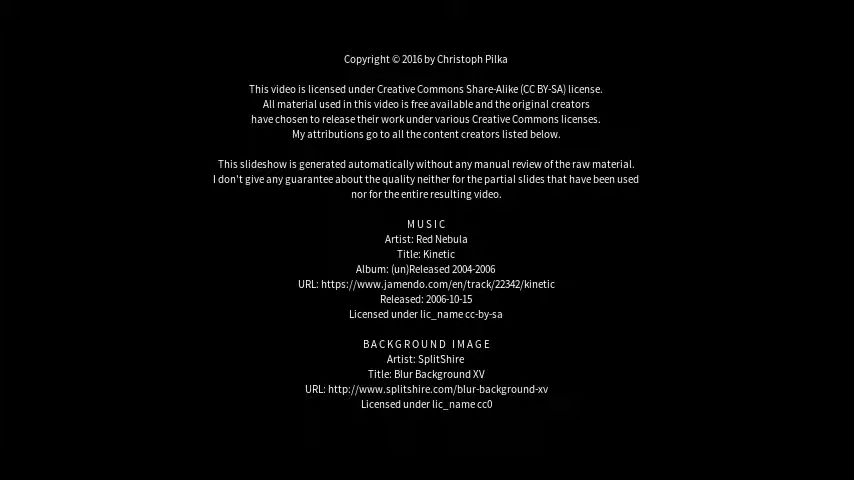 Copyright © 2016 by Christoph Pilka
This video is licensed under Creative Commons Share-Alike (CC BY-SA) license.
All material used in this video is free available and the original creators
have chosen to release their work under various Creative Commons licenses.
My attributions go to all the content creators listed below.
This slideshow is generated automatically without any manual review of the raw material.
I don't give any guarantee about the quality neither for the partial slides that have been used
nor for the entire resulting video.
MUSIC
Artist: Red Nebula
Title: Kinetic
Album: (un)Released 2004-2006
URL: https://www.jamendo.com/en/track/22342/kinetic
Released: 2006-10-15
Licensed under lic_name cc-by-sa
BACKGROUND IMAGE
Artist: SplitShire
Title: Blur Background XV
URL: http://www.splitshire.com/blur-background-xv
Licensed under lic_name cc0